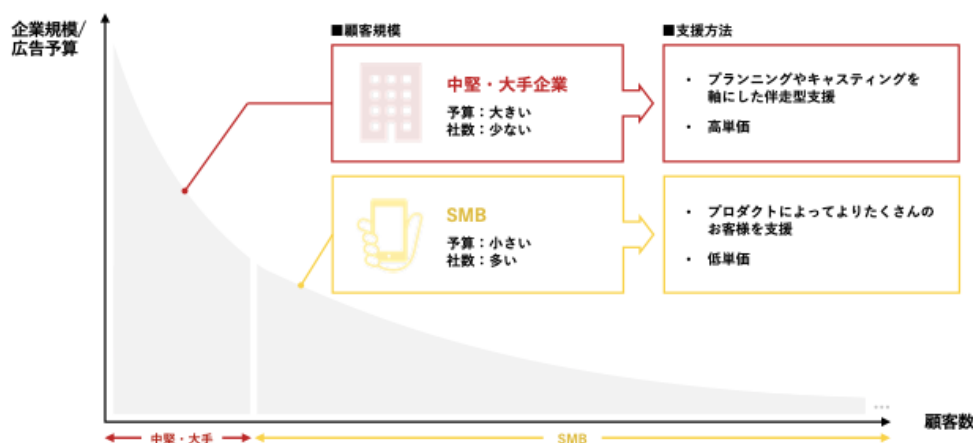 企業規模/
広告予算
■顧客規模
■支援方法
中堅・大手企業
予算：大きい
社数：少ない
・ プランニングやキャスティングを
軸にした伴走型支援
・ 高単価
SMB
予算：小さい
社数：多い
・ プロダクトによってよりたくさんの
お客様を支援
・ 低単価
...
顧客数
中堅・大手
SMB